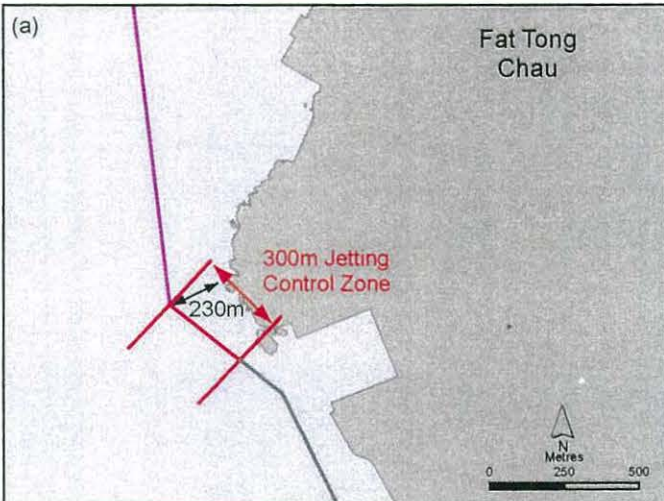 (a)
Fat Tong
Chau
300m Jetting
Control Zone
230m
N
Metres
0 250 500